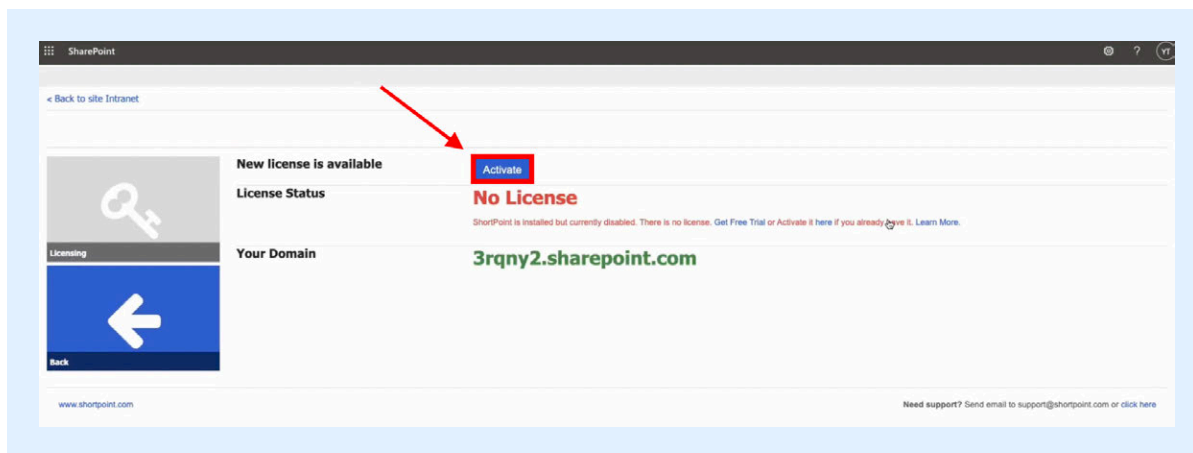 SharePoint
?
YT
« Back to site Intranet
New license is available
Activate
License Status
No License
ShortPoint is installed but currently disabled. There is no license. Get Free Trial or Activate it here if you already have it. Learn More.
Licensing
Your Domain
3rqny2.sharepoint.com
Back
www.shortpoint.com
Need support? Send email to support@shortpoint.com or click here